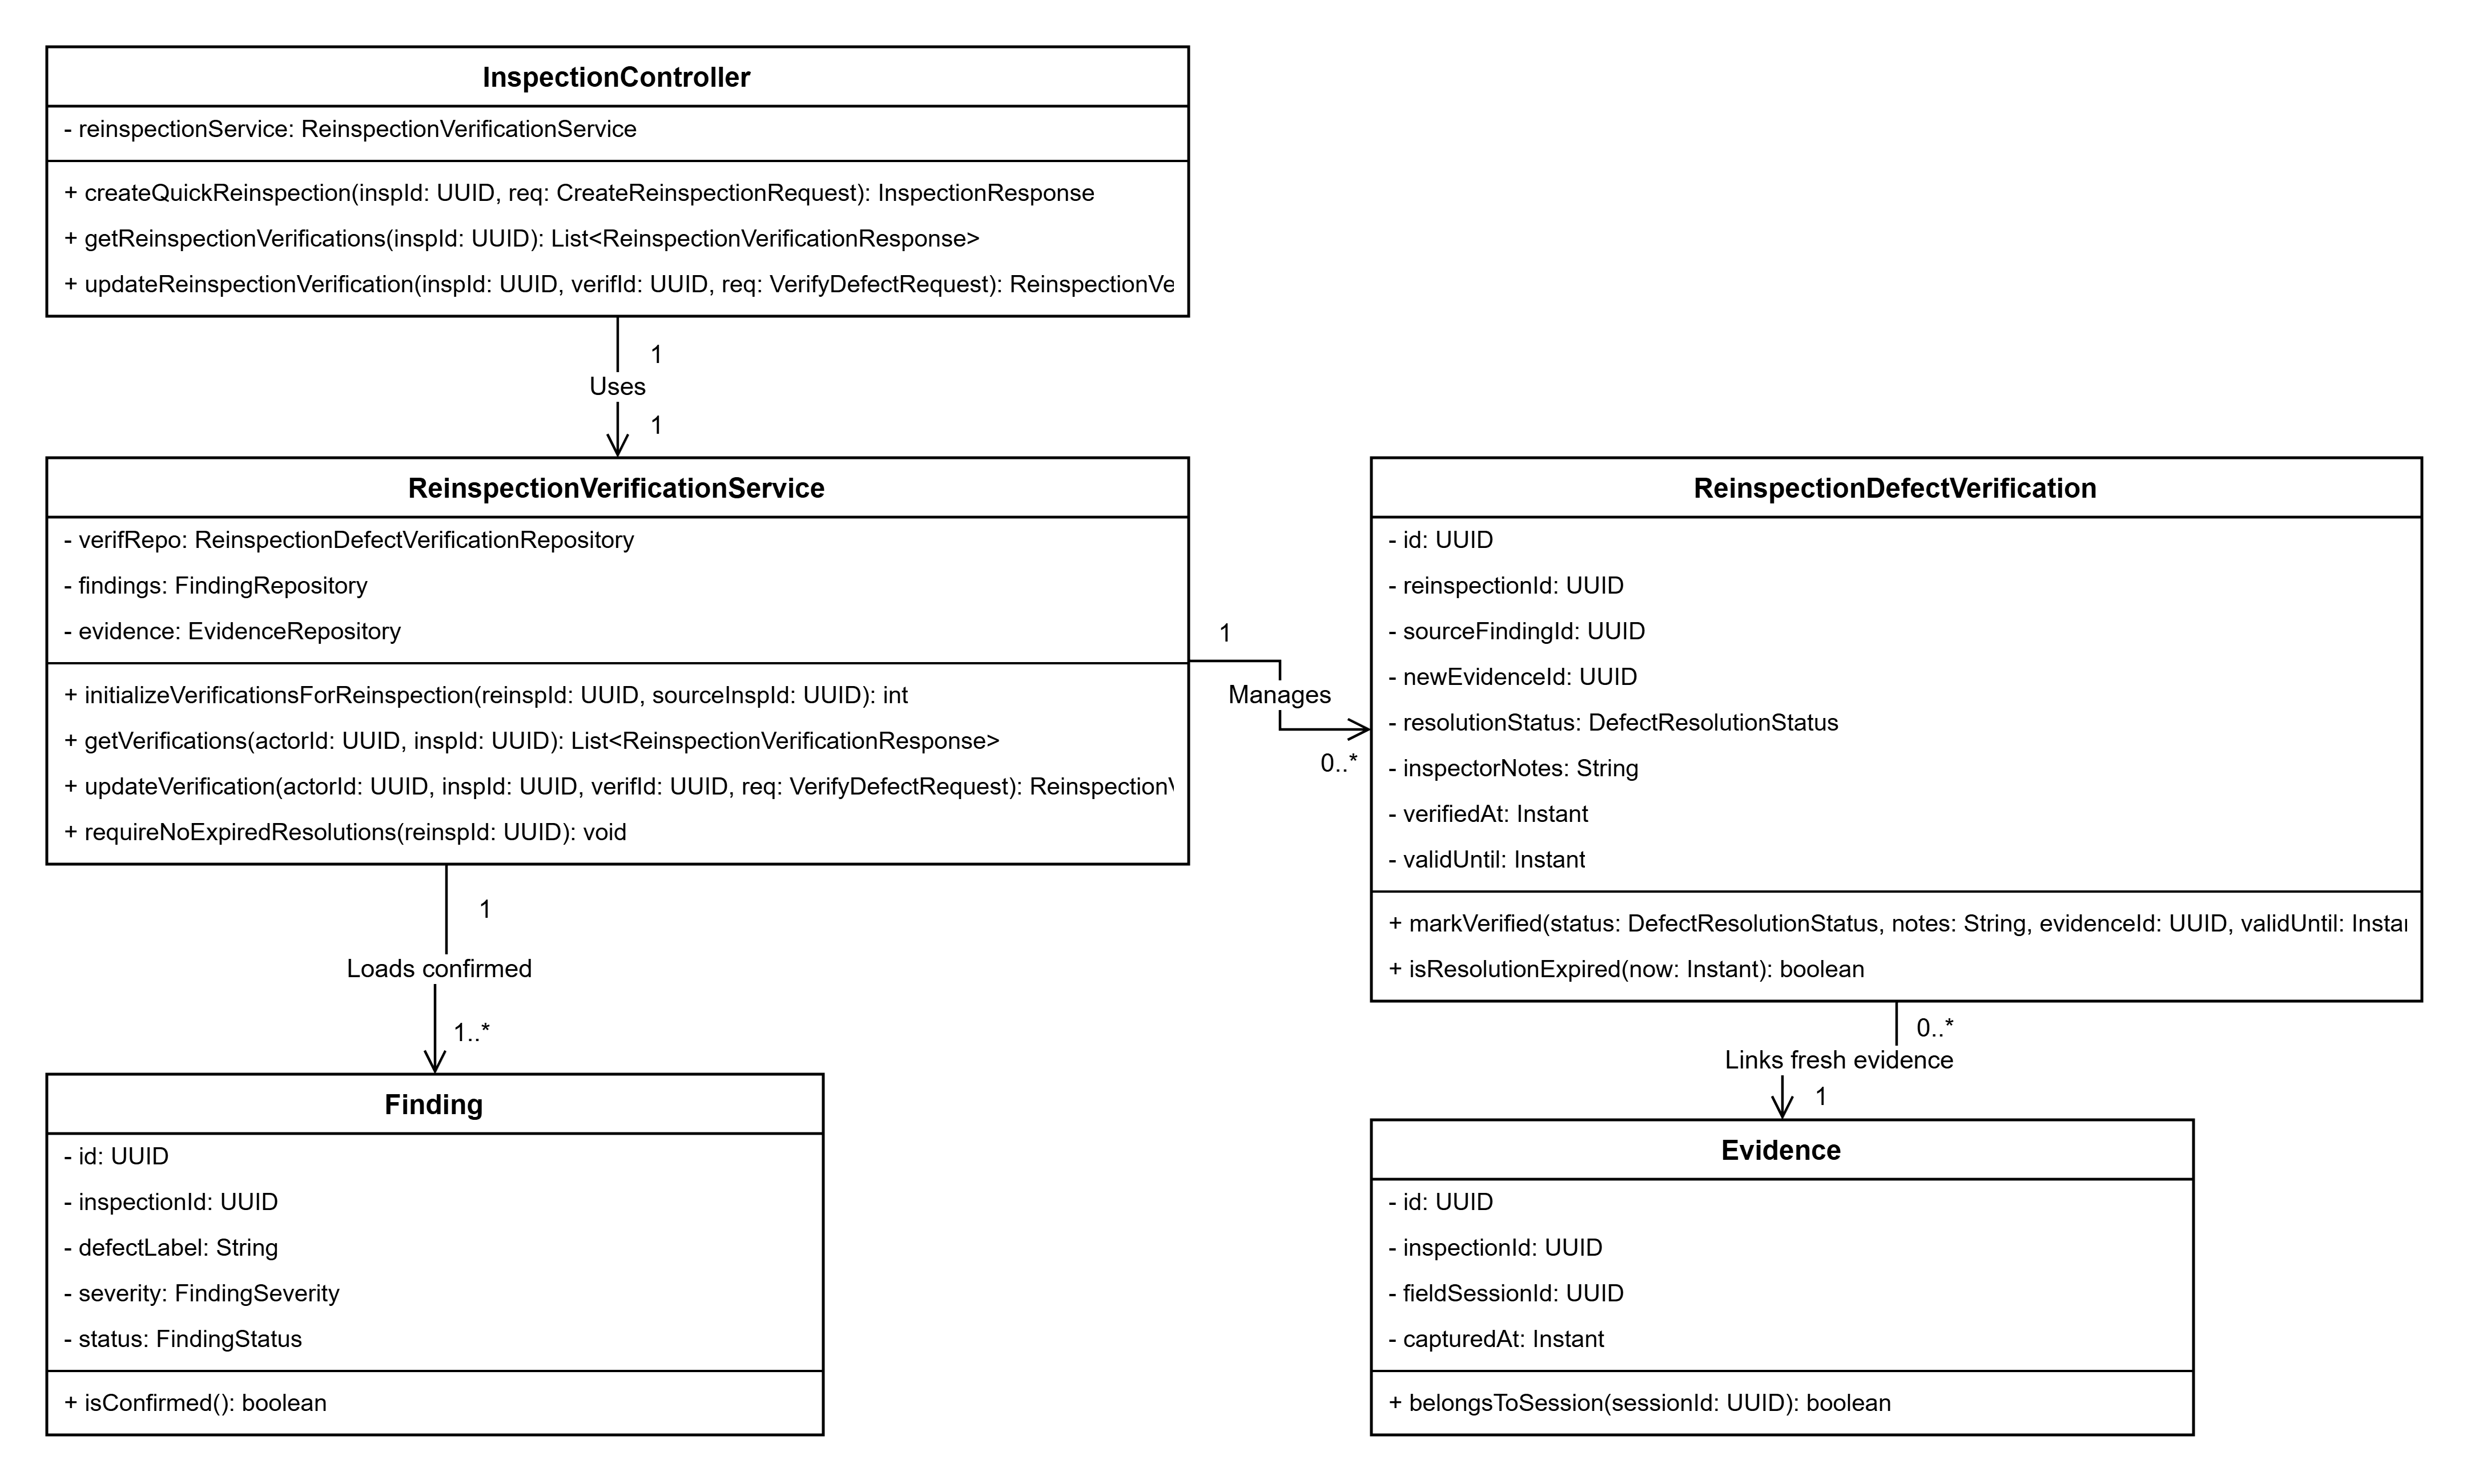 InspectionController
- reinspectionService: ReinspectionVerificationService
+ createQuickReinspection(inspId: UUID, req: CreateReinspectionRequest): InspectionResponse
+ getReinspectionVerifications(inspId: UUID): List<ReinspectionVerificationResponse>
+ updateReinspectionVerification(inspId: UUID, verifId: UUID, req: VerifyDefectRequest): ReinspectionVe
1
Uses
1
ReinspectionVerificationService
- verifRepo: ReinspectionDefectVerificationRepository
- findings: FindingRepository
- evidence: EvidenceRepository
+ initializeVerificationsForReinspection(reinspId: UUID, sourceInspId: UUID): int
+ getVerifications(actorId: UUID, inspId: UUID): List<ReinspectionVerificationResponse>
+ updateVerification(actorId: UUID, inspId: UUID, verifId: UUID, req: VerifyDefectRequest): Reinspection
+ requireNoExpiredResolutions(reinspId: UUID): void
1
Manages
0..*
ReinspectionDefectVerification
- id: UUID
- reinspectionId: UUID
- sourceFindingId: UUID
- newEvidenceId: UUID
- resolutionStatus: DefectResolutionStatus
- inspectorNotes: String
- verifiedAt: Instant
- validUntil: Instant
+ markVerified(status: DefectResolutionStatus, notes: String, evidenceId: UUID, validUntil: Insta
+ isResolutionExpired(now: Instant): boolean
1
Loads confirmed
1..*
0..*
Links fresh evidence
1
Finding
- id: UUID
- inspectionId: UUID
- defectLabel: String
- severity: FindingSeverity
- status: FindingStatus
+ isConfirmed(): boolean
Evidence
- id: UUID
- inspectionId: UUID
- fieldSessionId: UUID
- capturedAt: Instant
+ belongsToSession(sessionId: UUID): boolean